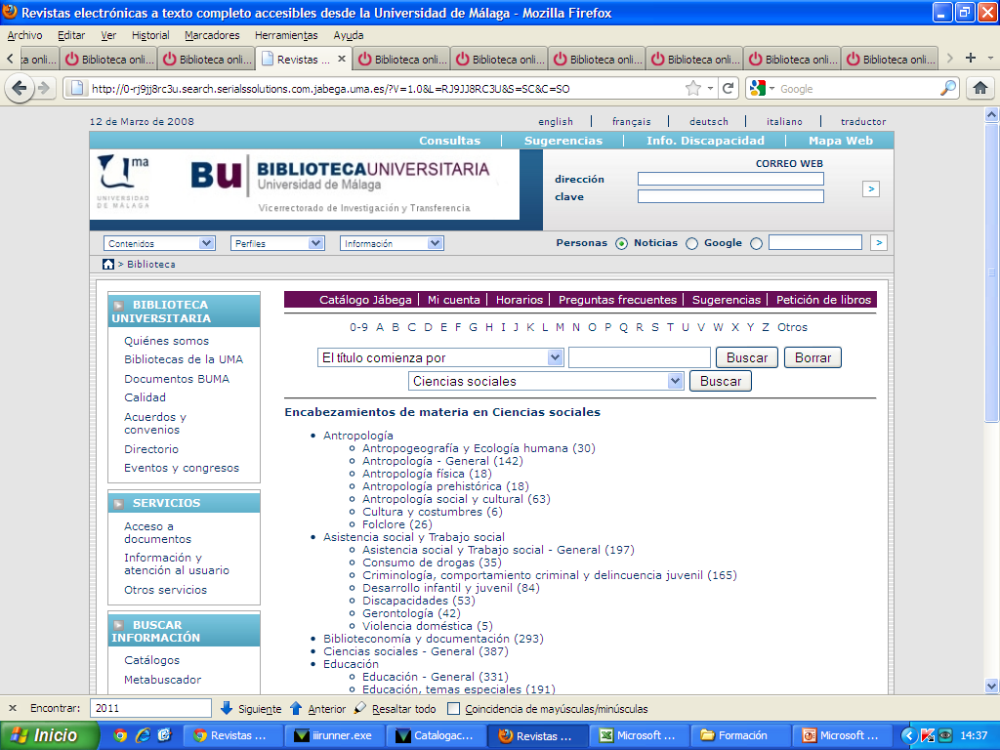 Revistas electrónicas a texto completo accesibles desde la Universidad de Málaga - Mozilla Firefox
Archivo Editar Ver Historial Marcadores Herramientas Ayuda
ca onli... Biblioteca onli... Biblioteca onli... Revistas ... Biblioteca onli... Biblioteca onli... Biblioteca onli... Biblioteca onli... Biblioteca onli... Biblioteca onli...
http://0-rj9jj8rc3u.search.serialssolutions.com.jabega.uma.es/?V=1.0&L=RJ9JJ8RC3U&S=SC&C=SO Google
12 de Marzo de 2008 english français deutsch italiano traductor
Consultas Sugerencias Info. Discapacidad Mapa Web
uma
UNIVERSIDAD
DE MÁLAGA
Bu BIBLIOTECAUNIVERSITARIA
Universidad de Málaga
Vicerrectorado de Investigación y Transferencia
CORREO WEB
dirección
clave
>
Contenidos Perfiles Información Personas Noticias Google >
> Biblioteca
BIBLIOTECA
UNIVERSITARIA
Quiénes somos
Bibliotecas de la UMA
Documentos BUMA
Calidad
Acuerdos y
convenios
Directorio
Eventos y congresos
SERVICIOS
Acceso a
documentos
Información y
atención al usuario
Otros servicios
BUSCAR
INFORMACIÓN
Catálogos
Metabuscador
Catálogo Jábega Mi cuenta Horarios Preguntas frecuentes Sugerencias Petición de libros
0-9 A B C D E F G H I J K L M N O P Q R S T U V W X Y Z Otros
El título comienza por Buscar Borrar
Ciencias sociales Buscar
Encabezamientos de materia en Ciencias sociales
Antropología
Antropogeografía y Ecología humana (30)
Antropología - General (142)
Antropología física (18)
Antropología prehistórica (18)
Antropología social y cultural (63)
Cultura y costumbres (6)
Folclore (26)
Asistencia social y Trabajo social
Asistencia social y Trabajo social - General (197)
Consumo de drogas (35)
Criminología, comportamiento criminal y delincuencia juvenil (165)
Desarrollo infantil y juvenil (84)
Discapacidades (53)
Gerontología (42)
Violencia doméstica (5)
Biblioteconomía y documentación (293)
Ciencias sociales - General (387)
Educación
Educación - General (331)
Educación, temas especiales (191)
Encontrar: 2011 Siguiente Anterior Resaltar todo Coincidencia de mayúsculas/minúsculas
Inicio Revistas ... iiirunner.exe Catalogac... Revistas ... Microsoft ... Formación Microsoft ... 14:37